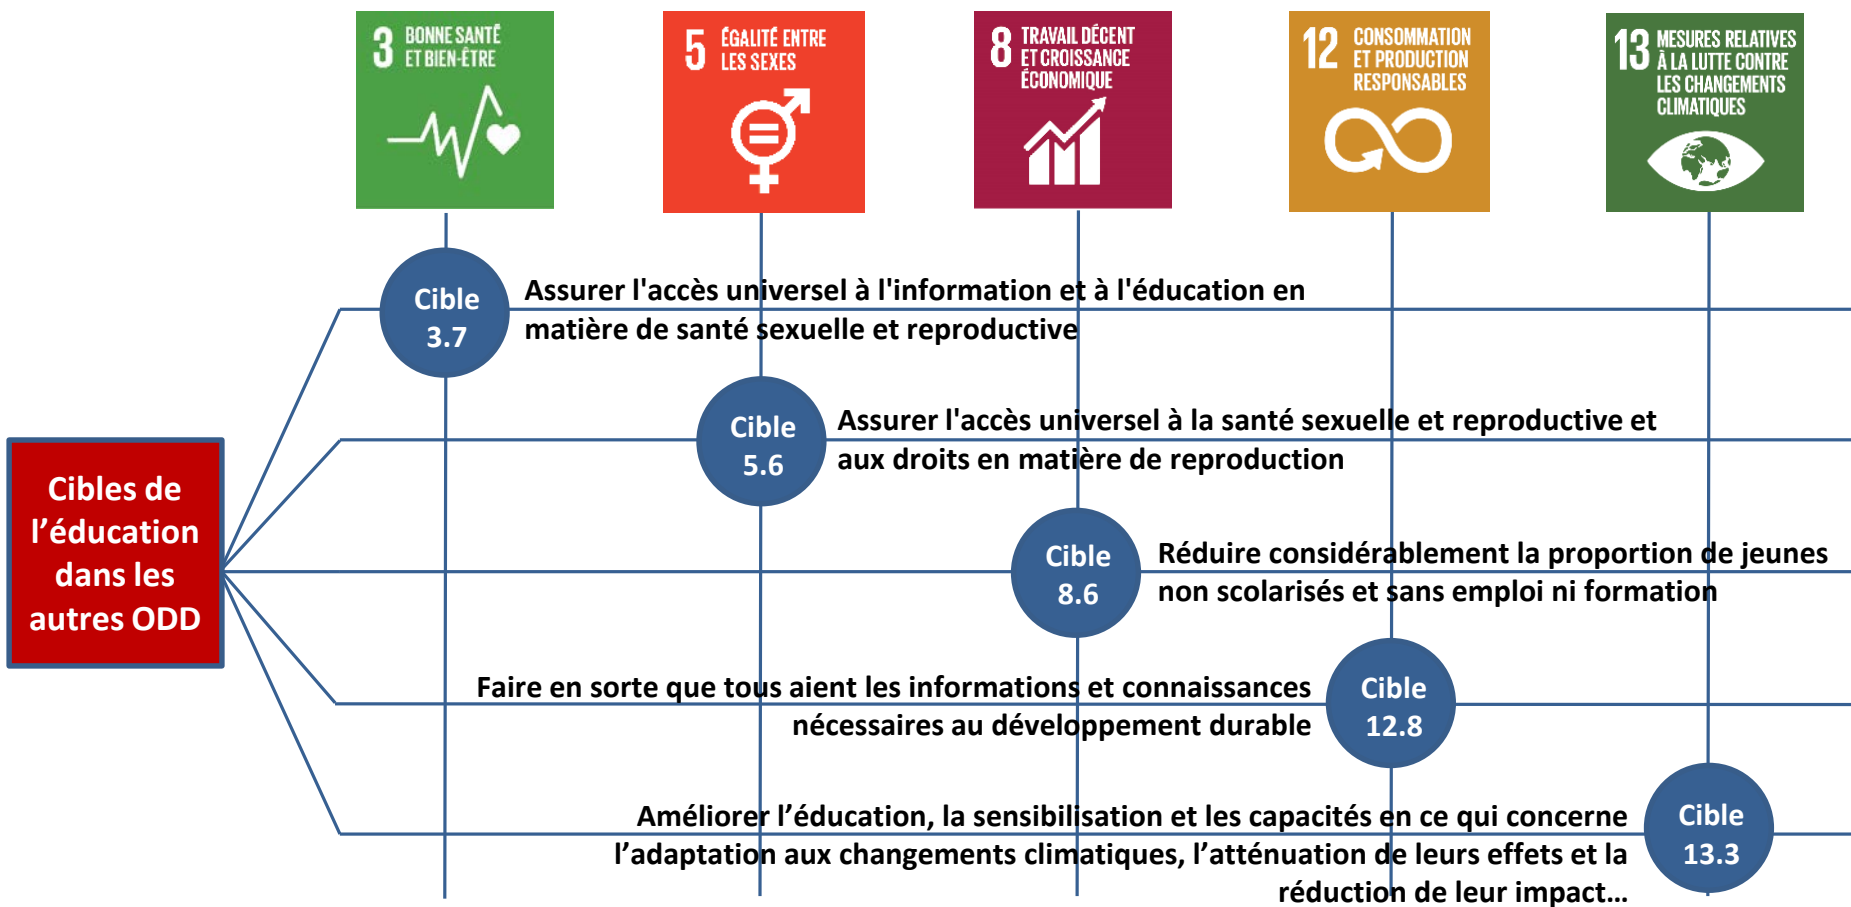 3 BONNE SANTÉ
ET BIEN-ÊTRE
5 ÉGALITÉ ENTRE
LES SEXES
8 TRAVAIL DÉCENT
ET CROISSANCE
ÉCONOMIQUE
12 CONSOMMATION
ET PRODUCTION
RESPONSABLES
13 MESURES RELATIVES
À LA LUTTE CONTRE
LES CHANGEMENTS
CLIMATIQUES
Cibles de
l’éducation
dans les
autres ODD
Cible
3.7
Assurer l'accès universel à l'information et à l'éducation en
matière de santé sexuelle et reproductive
Cible
5.6
Assurer l'accès universel à la santé sexuelle et reproductive et
aux droits en matière de reproduction
Cible
8.6
Réduire considérablement la proportion de jeunes
non scolarisés et sans emploi ni formation
Faire en sorte que tous aient les informations et connaissances
nécessaires au développement durable
Cible
12.8
Améliorer l’éducation, la sensibilisation et les capacités en ce qui concerne
l’adaptation aux changements climatiques, l’atténuation de leurs effets et la
réduction de leur impact…
Cible
13.3